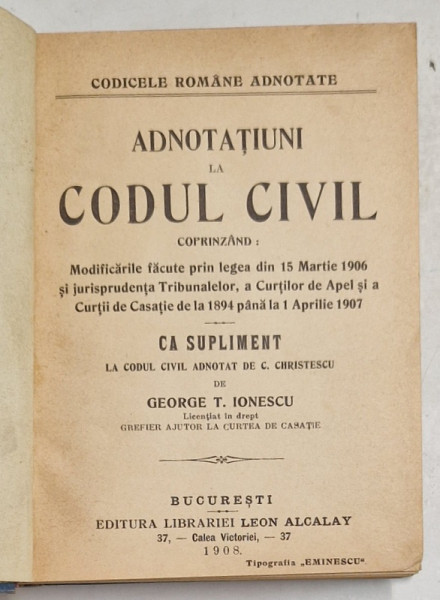 CODICELE ROMÂNE ADNOTATE
ADNOTAȚIUNI
LA
CODUL CIVIL
COPRINZÂND :
Modificările făcute prin legea din 15 Martie 1906
și jurisprudența Tribunalelor, a Curților de Apel și a
Curții de Casație de la 1894 până la 1 Aprilie 1907
CA SUPLIMENT
LA CODUL CIVIL ADNOTAT DE C. CHRISTESCU
DE
GEORGE T. IONESCU
Licențiat în drept
GREFIER AJUTOR LA CURTEA DE CASAȚIE
BUCUREȘTI
EDITURA LIBRARIEI LEON ALCALAY
37, — Calea Victoriei, — 37
1908.
Tipografia „EMINESCU“.